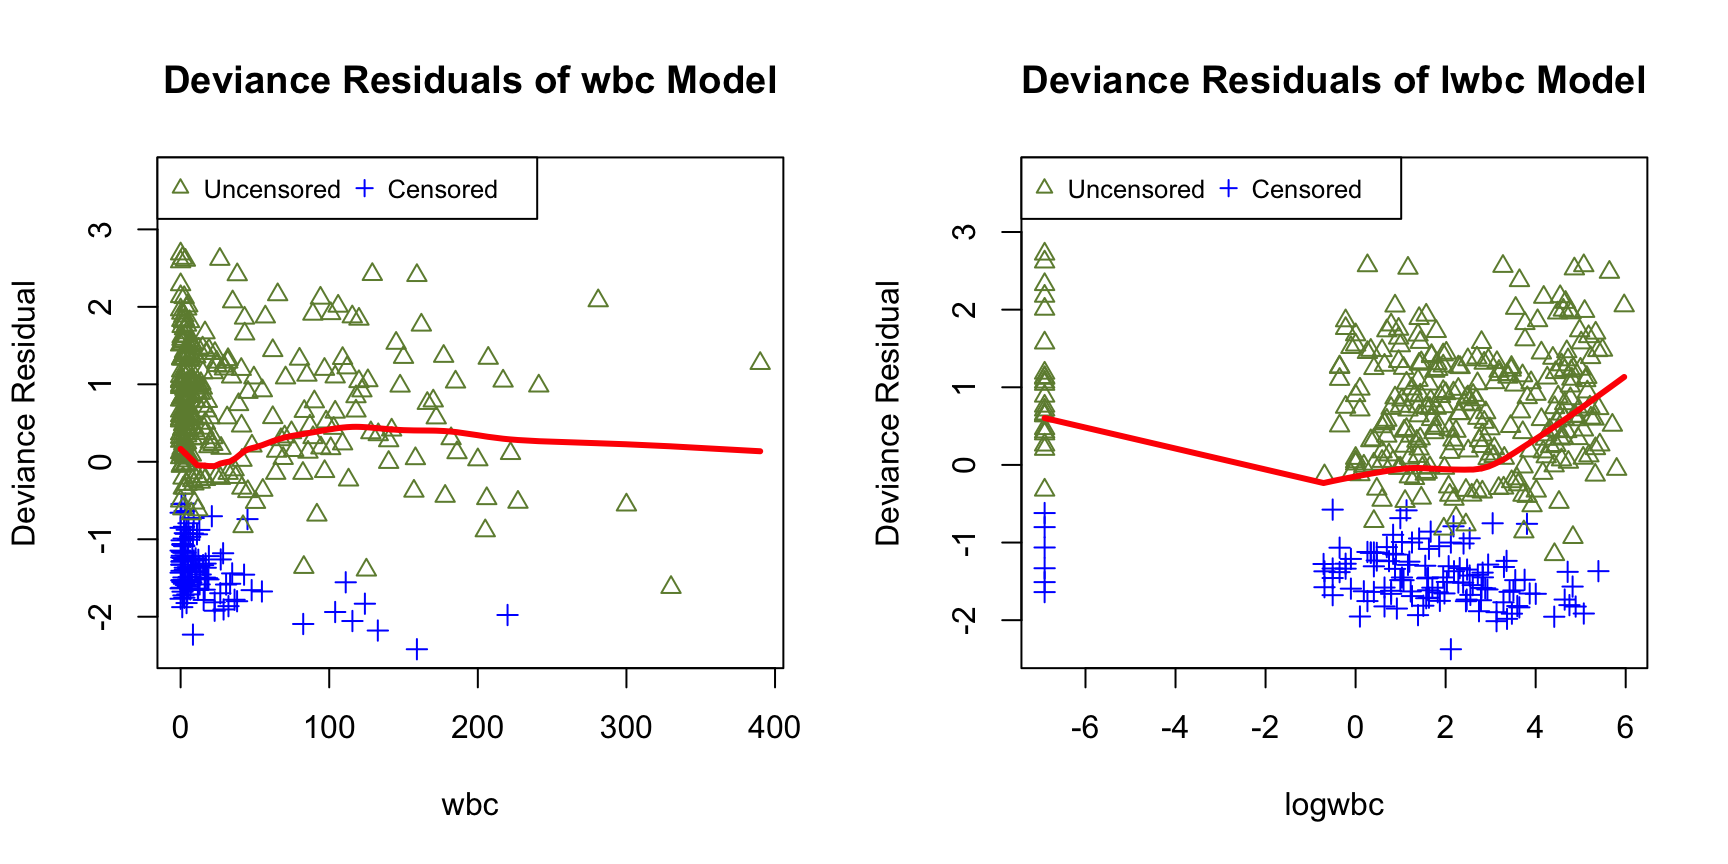 Deviance Residuals of wbc Model
Uncensored Censored
Deviance Residual
3
2
1
0
-1
-2
0 100 200 300 400
wbc
Deviance Residuals of lwbc Model
Uncensored Censored
Deviance Residual
3
2
1
0
-1
-2
-6 -4 -2 0 2 4 6
logwbc